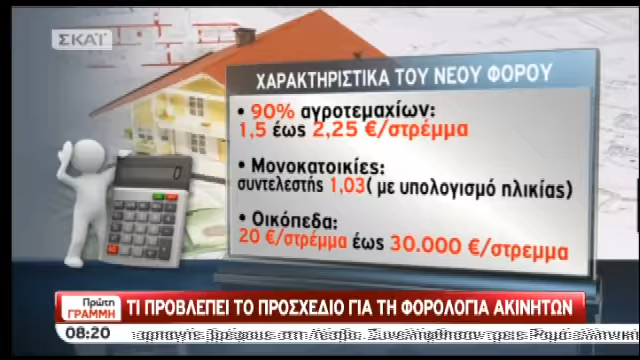 ΣΚΑΪ
ΧΑΡΑΚΤΗΡΙΣΤΙΚΑ ΤΟΥ ΝΕΟΥ ΦΟΡΟΥ
• 90% αγροτεμαχίων:
1,5 έως 2,25 €/στρέμμα
• Μονοκατοικίες:
συντελεστής 1,03( με υπολογισμό ηλικίας)
• Οικόπεδα:
20 €/στρέμμα έως 30.000 €/στρεμμα
0
Πρώτη
ΓΡΑΜΜΗ
ΤΙ ΠΡΟΒΛΕΠΕΙ ΤΟ ΠΡΟΣΧΕΔΙΟ ΓΙΑ ΤΗ ΦΟΡΟΛΟΓΙΑ ΑΚΙΝΗΤΩΝ
08:20